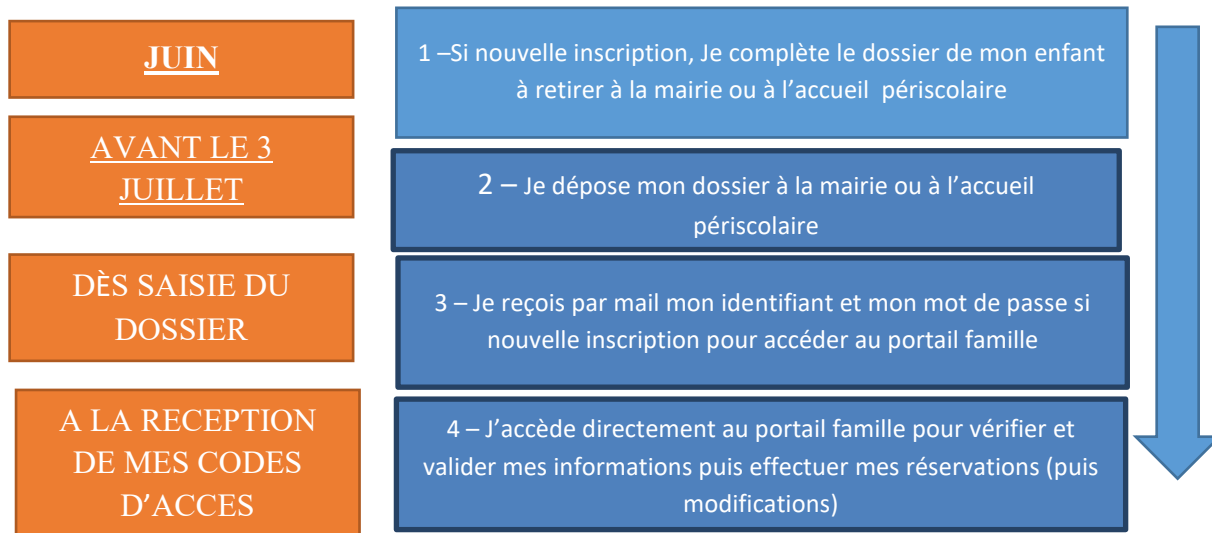 JUIN
1 –Si nouvelle inscription, Je complète le dossier de mon enfant
à retirer à la mairie ou à l’accueil périscolaire
AVANT LE 3
JUILLET
2 – Je dépose mon dossier à la mairie ou à l’accueil
périscolaire
DÈS SAISIE DU
DOSSIER
3 – Je reçois par mail mon identifiant et mon mot de passe si
nouvelle inscription pour accéder au portail famille
A LA RECEPTION
DE MES CODES
D’ACCES
4 – J’accède directement au portail famille pour vérifier et
valider mes informations puis effectuer mes réservations (puis
modifications)